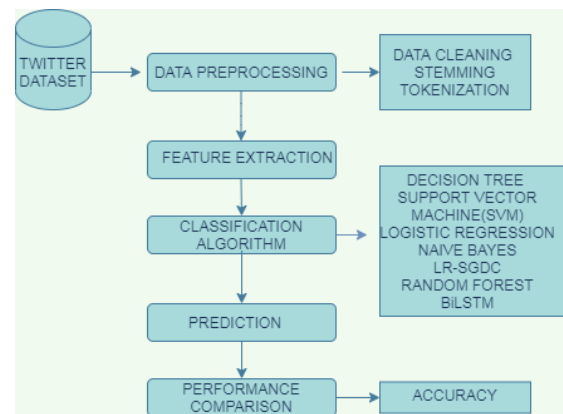 TWITTER
DATASET
DATA PREPROCESSING
DATA CLEANING
STEMMING
TOKENIZATION
FEATURE EXTRACTION
CLASSIFICATION
ALGORITHM
DECISION TREE
SUPPORT VECTOR
MACHINE(SVM)
LOGISTIC REGRESSION
NAIVE BAYES
LR-SGDC
RANDOM FOREST
BiLSTM
PREDICTION
PERFORMANCE
COMPARISON
ACCURACY